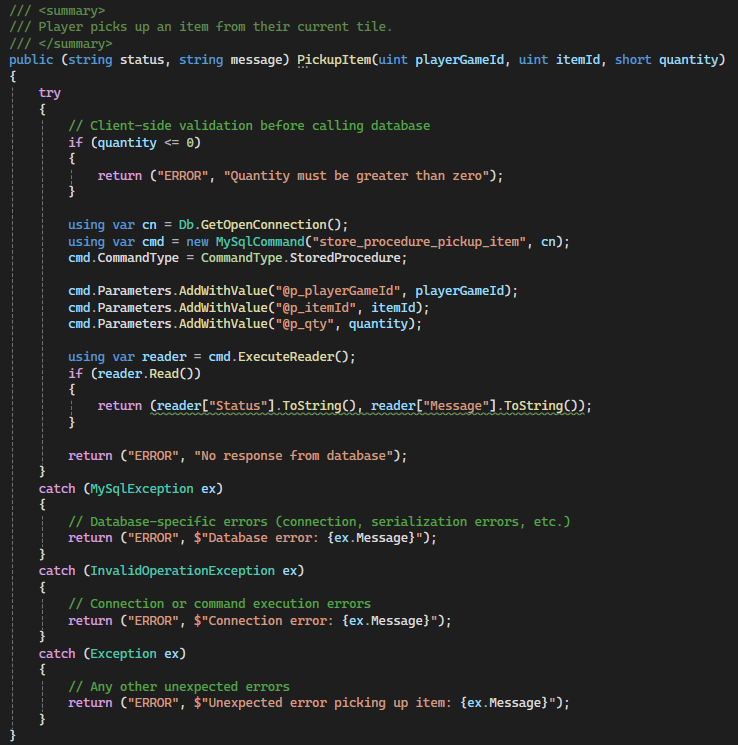 /// <summary>
/// Player picks up an item from their current tile.
/// </summary>
public (string status, string message) PickupItem(uint playerGameId, uint itemId, short quantity)
{
    try
    {
        // Client-side validation before calling database
        if (quantity <= 0)
        {
            return ("ERROR", "Quantity must be greater than zero");
        }

        using var cn = Db.GetOpenConnection();
        using var cmd = new MySqlCommand("store_procedure_pickup_item", cn);
        cmd.CommandType = CommandType.StoredProcedure;

        cmd.Parameters.AddWithValue("@p_playerGameId", playerGameId);
        cmd.Parameters.AddWithValue("@p_itemId", itemId);
        cmd.Parameters.AddWithValue("@p_qty", quantity);

        using var reader = cmd.ExecuteReader();
        if (reader.Read())
        {
            return (reader["Status"].ToString(), reader["Message"].ToString());
        }

        return ("ERROR", "No response from database");
    }
    catch (MySqlException ex)
    {
        // Database-specific errors (connection, serialization errors, etc.)
        return ("ERROR", $"Database error: {ex.Message}");
    }
    catch (InvalidOperationException ex)
    {
        // Connection or command execution errors
        return ("ERROR", $"Connection error: {ex.Message}");
    }
    catch (Exception ex)
    {
        // Any other unexpected errors
        return ("ERROR", $"Unexpected error picking up item: {ex.Message}");
    }
}